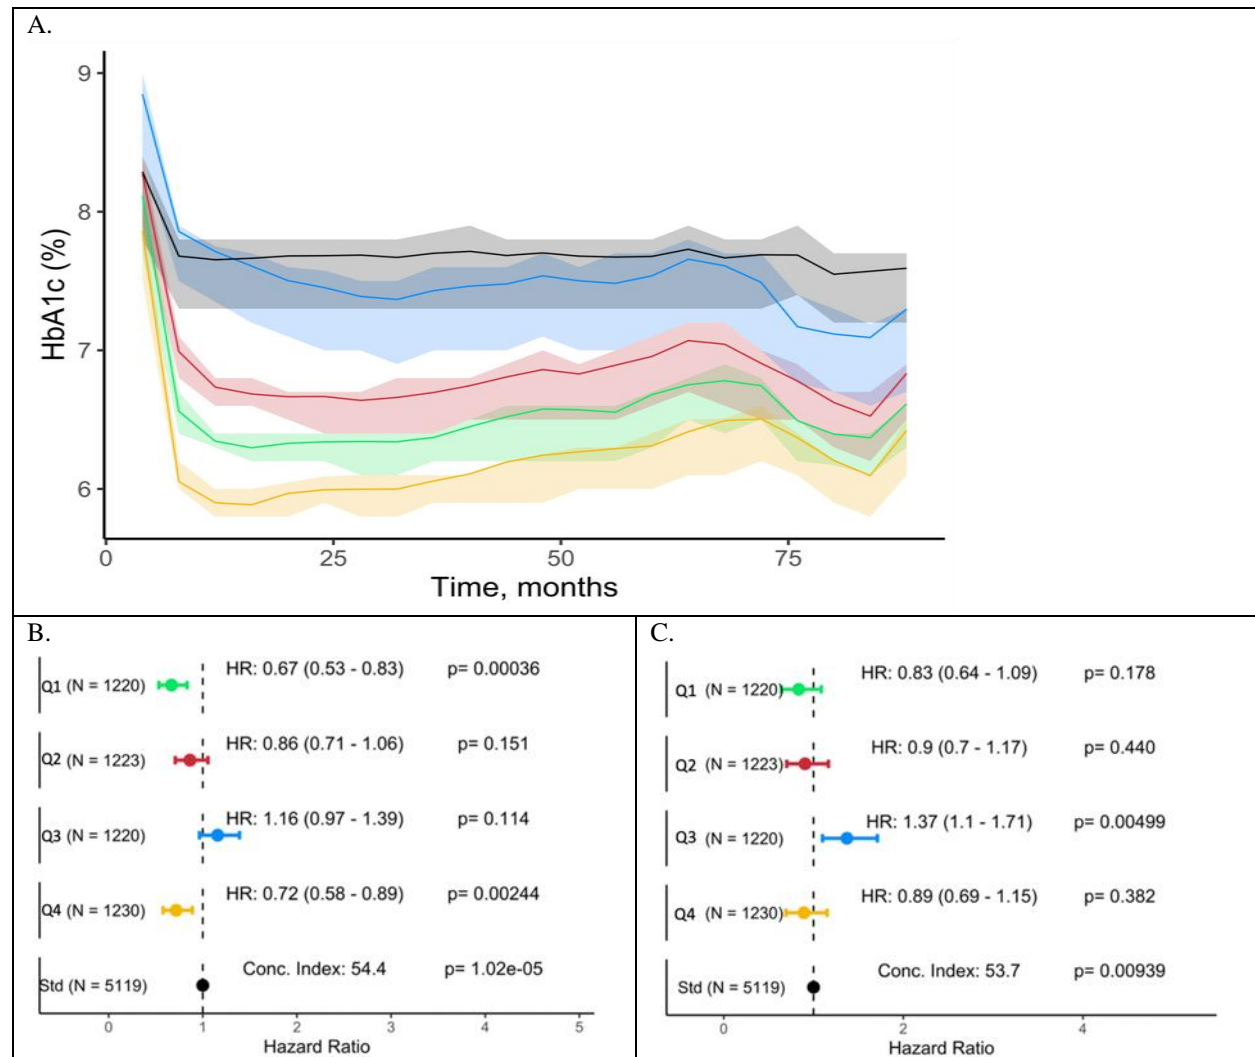 A.
9
8
7
6
HbA1c (%)
0 25 50 75
Time, months
B.
Q1 (N = 1220) HR: 0.67 (0.53 - 0.83) p= 0.00036
Q2 (N = 1223) HR: 0.86 (0.71 - 1.06) p= 0.151
Q3 (N = 1220) HR: 1.16 (0.97 - 1.39) p= 0.114
Q4 (N = 1230) HR: 0.72 (0.58 - 0.89) p= 0.00244
Std (N = 5119) Conc. Index: 54.4 p= 1.02e-05
0 1 2 3 4 5
Hazard Ratio
C.
Q1 (N = 1220) HR: 0.83 (0.64 - 1.09) p= 0.178
Q2 (N = 1223) HR: 0.9 (0.7 - 1.17) p= 0.440
Q3 (N = 1220) HR: 1.37 (1.1 - 1.71) p= 0.00499
Q4 (N = 1230) HR: 0.89 (0.69 - 1.15) p= 0.382
Std (N = 5119) Conc. Index: 53.7 p= 0.00939
0 2 4
Hazard Ratio